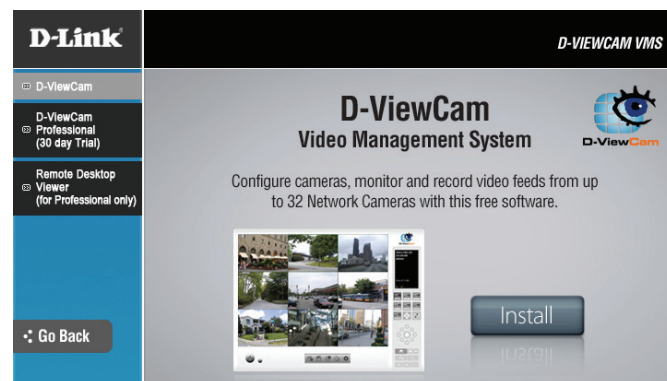 D-Link
D-VIEWCAM VMS
D-ViewCam
D-ViewCam
Professional
(30 day Trial)
Remote Desktop
Viewer
(for Professional only)
Go Back
D-ViewCam
Video Management System
D-ViewCam
Configure cameras, monitor and record video feeds from up
to 32 Network Cameras with this free software.
Install